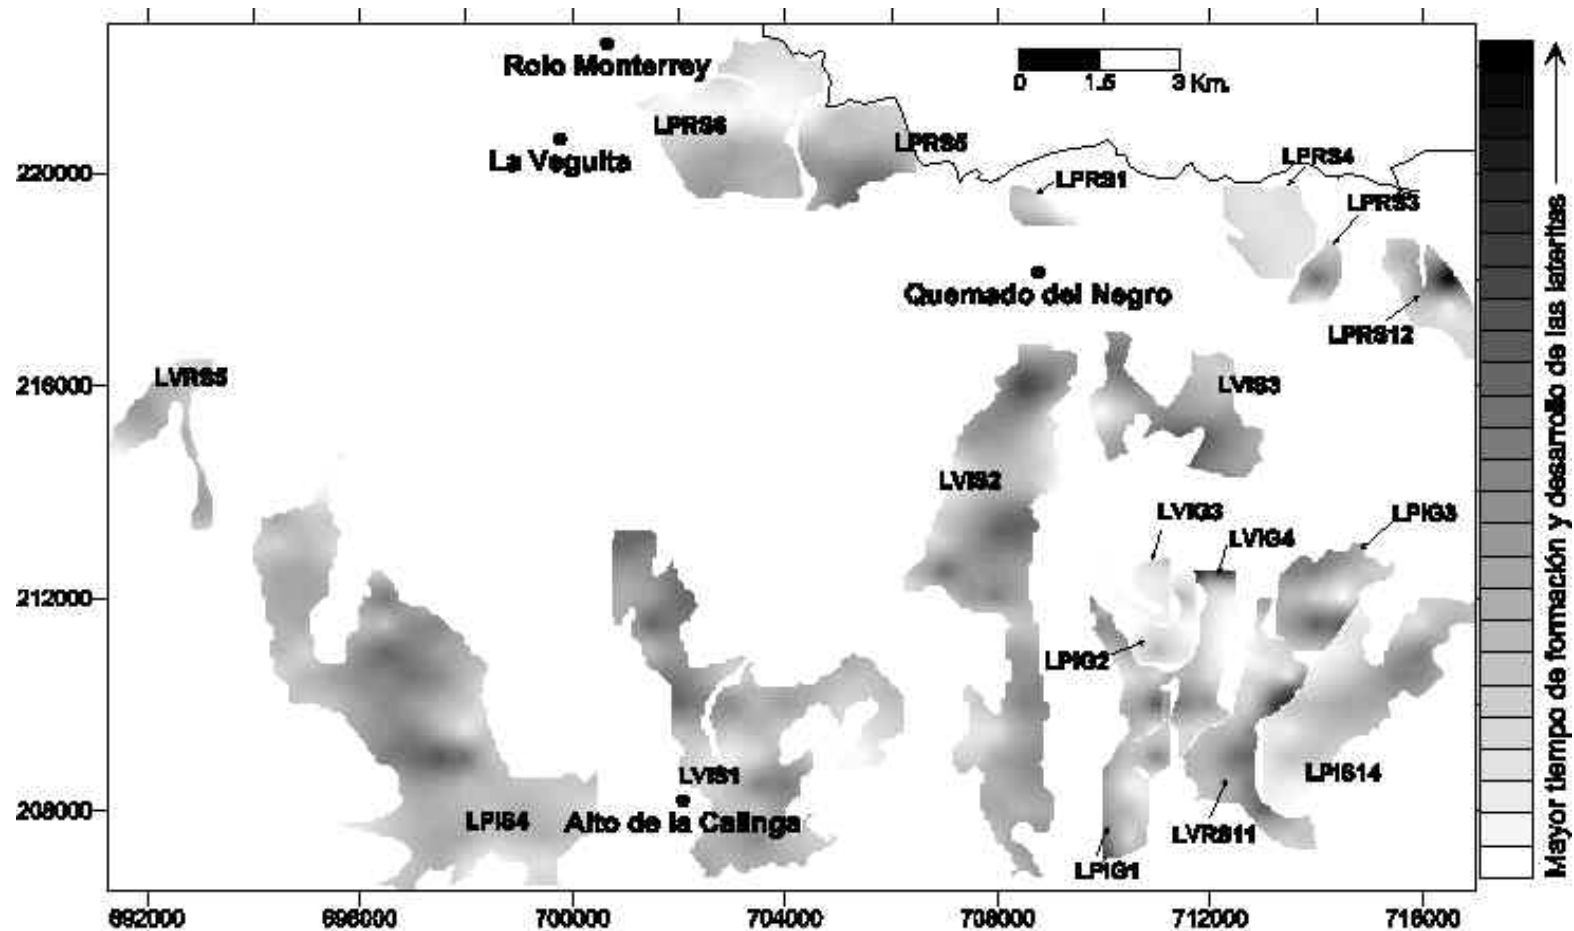 Rolo Monterrey
0 1.5 3 Km.
LPRS6
LPRS5
La Veguita
220000
LPRS4
LPRS1
LPRS3
Quemado del Negro
LPRS12
216000
LVRS5
LVIS3
LVIS2
LVIG3
LPIG3
LVIG4
212000
LPIG2
LVIS1
LPIS14
208000
LPIS4
Alto de la Calinga
LVRS11
LPIG1
692000 696000 700000 704000 708000 712000 716000
Mayor tiempo de formación y desarrollo de las lateritas